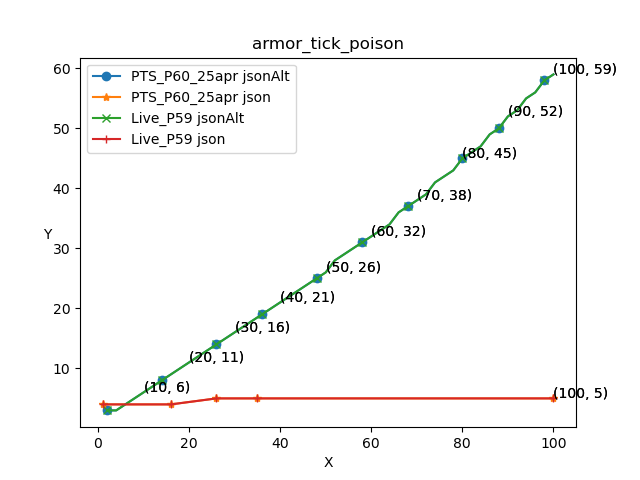 armor_tick_poison
PTS_P60_25apr jsonAlt
PTS_P60_25apr json
Live_P59 jsonAlt
Live_P59 json
(100, 59)
(90, 52)
(80, 45)
(70, 38)
(60, 32)
(50, 26)
(40, 21)
(30, 16)
(20, 11)
(10, 6)
(100, 5)
60
50
40
30
20
10
Y
0 20 40 60 80 100
X